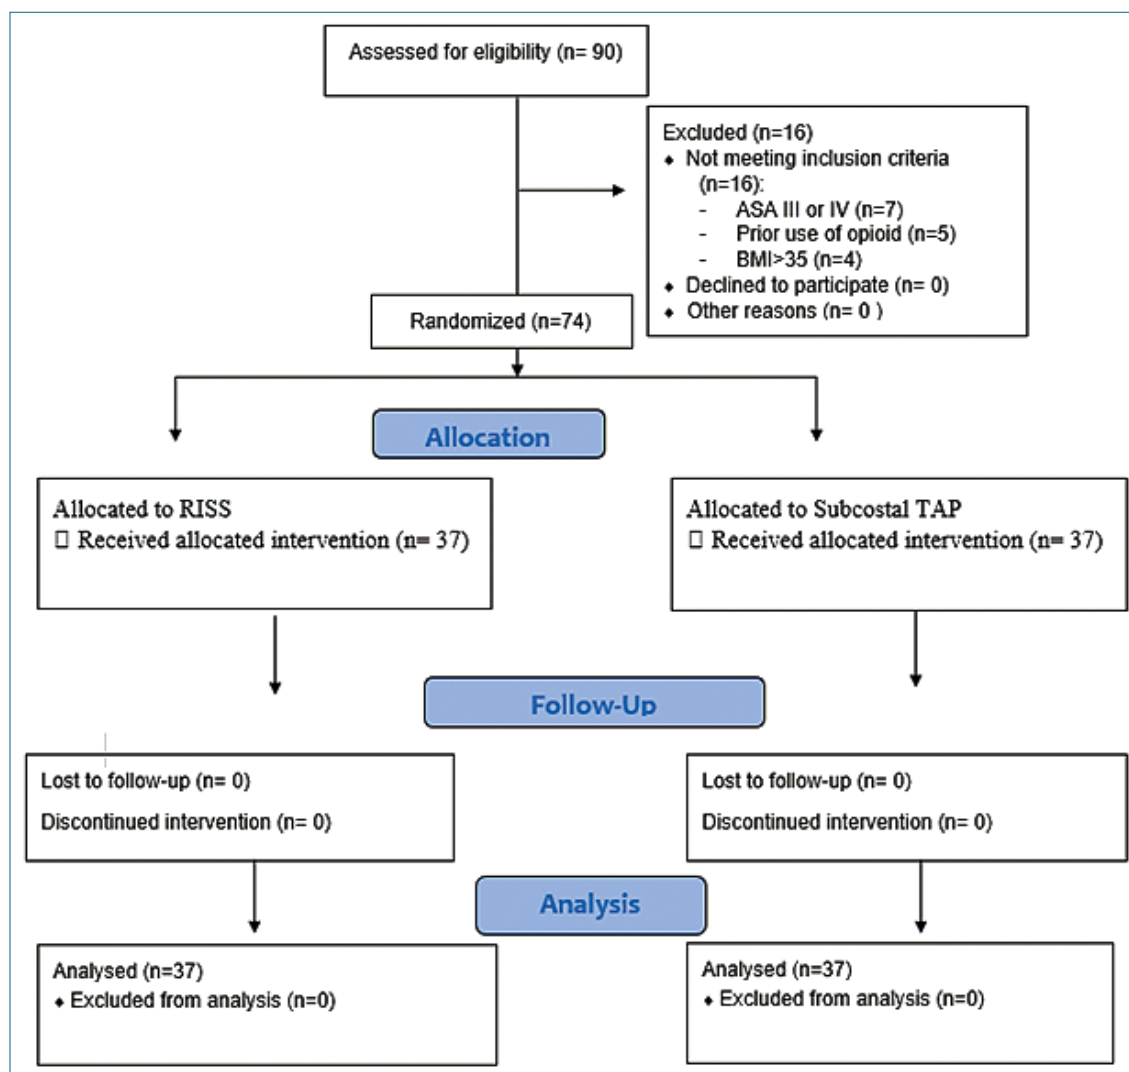 Assessed for eligibility (n= 90)
Excluded (n=16)
♦ Not meeting inclusion criteria
(n=16):
- ASA III or IV (n=7)
- Prior use of opioid (n=5)
- BMI>35 (n=4)
♦ Declined to participate (n= 0)
♦ Other reasons (n= 0 )
Randomized (n=74)
Allocation
Allocated to RISS
□ Received allocated intervention (n= 37)
Allocated to Subcostal TAP
□ Received allocated intervention (n= 37)
Follow-Up
Lost to follow-up (n= 0)
Discontinued intervention (n= 0)
Lost to follow-up (n= 0)
Discontinued intervention (n= 0)
Analysis
Analysed (n=37)
♦ Excluded from analysis (n=0)
Analysed (n=37)
♦ Excluded from analysis (n=0)